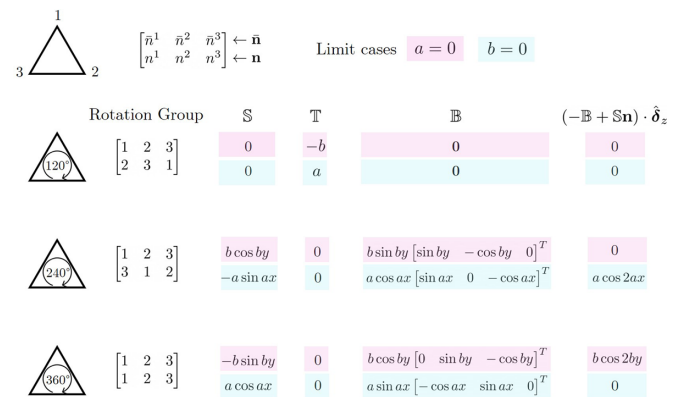 1
3 2
[n̄¹ n̄² n̄³] ← n̄
[n¹ n² n³] ← n
Limit cases a = 0 b = 0
Rotation Group 𝕊 𝕋 𝔹 (−𝔹 + 𝕊n) · δ̂_z
120° [1 2 3] 0 −b 0 0
[2 3 1] 0 a 0 0
240° [1 2 3] b cos by 0 b sin by [sin by − cos by 0]^T 0
[3 1 2] −a sin ax 0 a cos ax [sin ax 0 − cos ax]^T a cos 2ax
360° [1 2 3] −b sin by 0 b cos by [0 sin by − cos by]^T b cos 2by
[1 2 3] a cos ax 0 a sin ax [− cos ax sin ax 0]^T 0